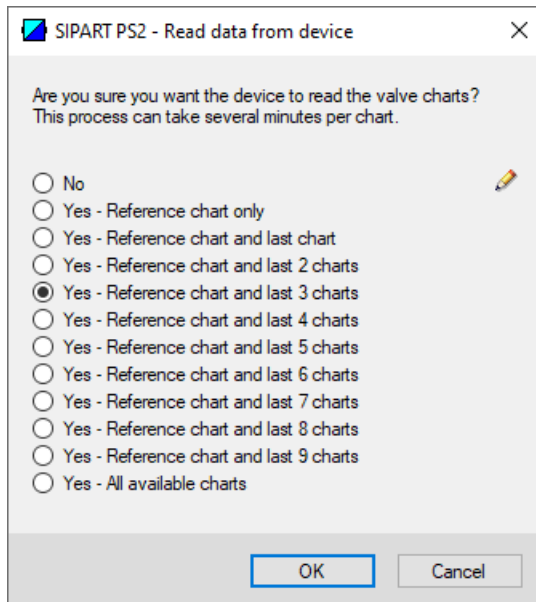 SIPART PS2 - Read data from device
Are you sure you want the device to read the valve charts?
This process can take several minutes per chart.
No
Yes - Reference chart only
Yes - Reference chart and last chart
Yes - Reference chart and last 2 charts
Yes - Reference chart and last 3 charts
Yes - Reference chart and last 4 charts
Yes - Reference chart and last 5 charts
Yes - Reference chart and last 6 charts
Yes - Reference chart and last 7 charts
Yes - Reference chart and last 8 charts
Yes - Reference chart and last 9 charts
Yes - All available charts
OK
Cancel